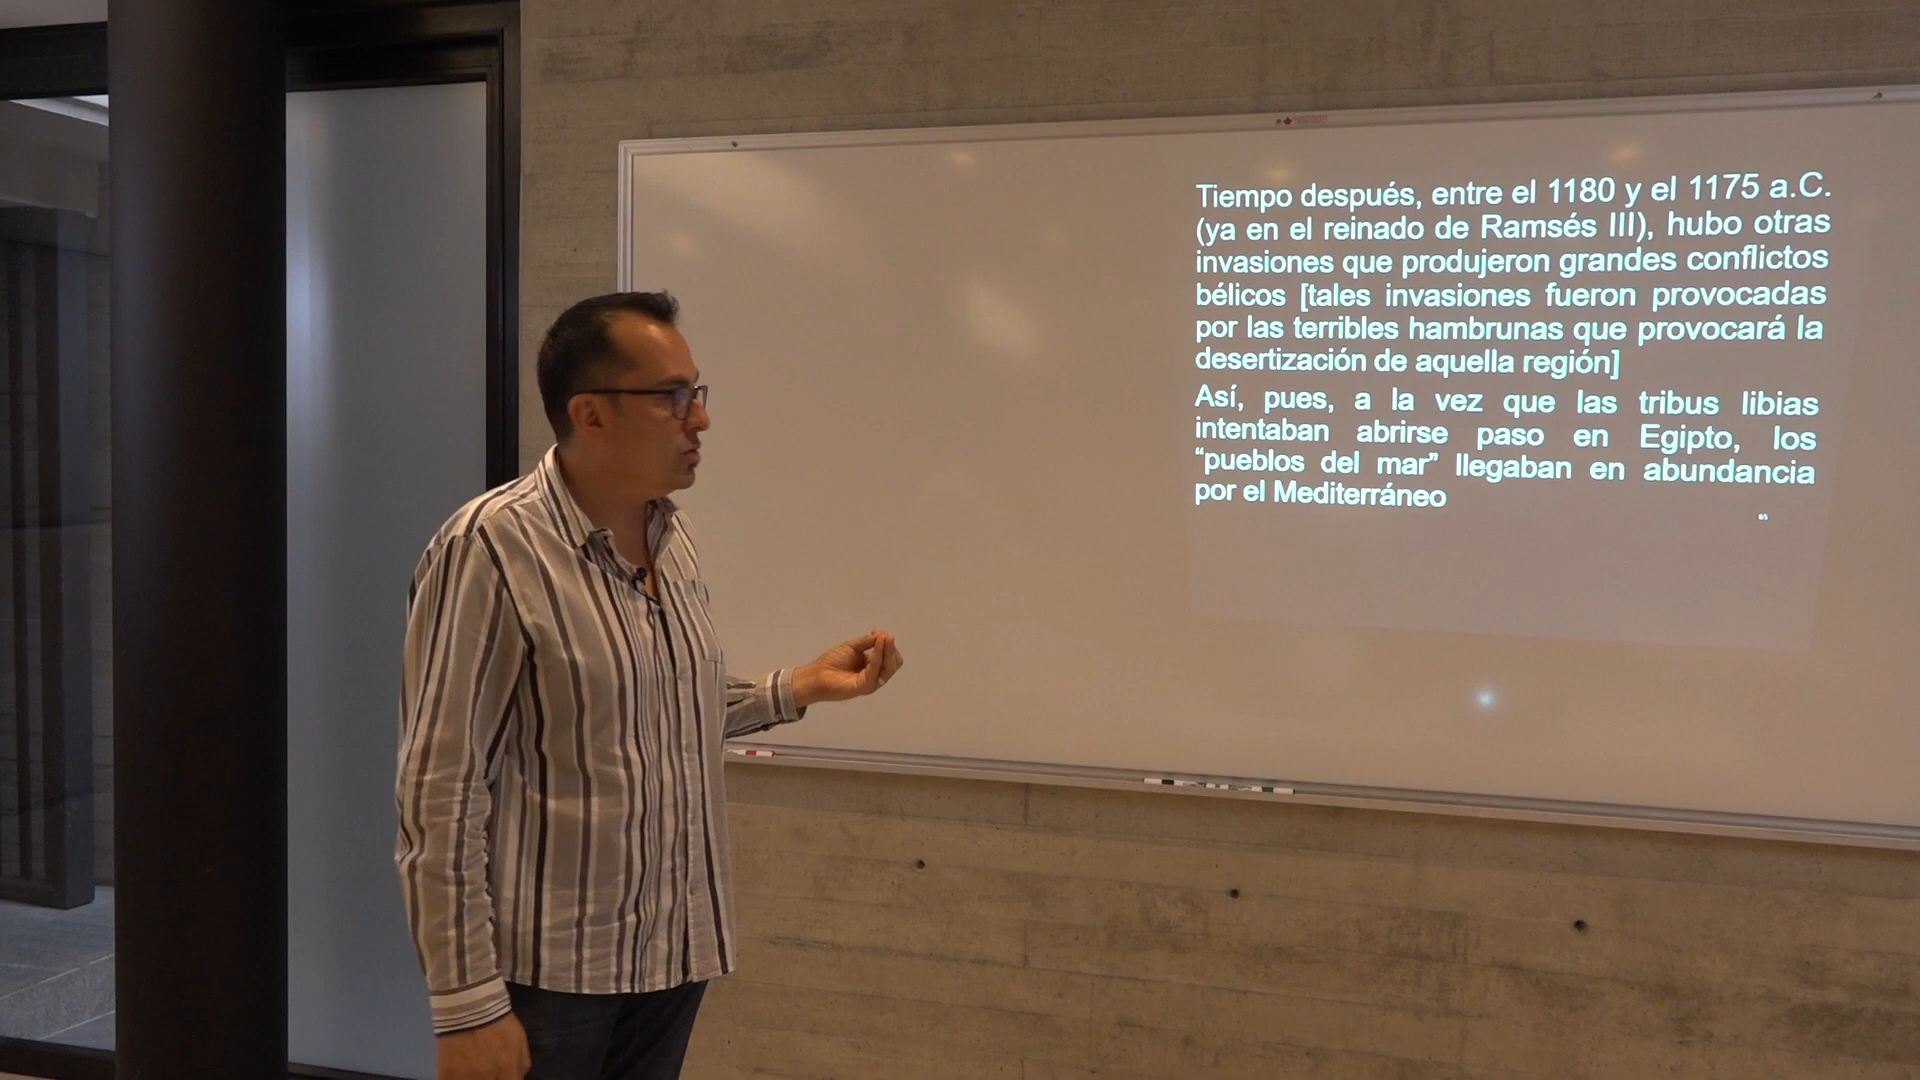 Tiempo después, entre el 1180 y el 1175 a.C.
(ya en el reinado de Ramsés III), hubo otras
invasiones que produjeron grandes conflictos
bélicos [tales invasiones fueron provocadas
por las terribles hambrunas que provocará la
desertización de aquella región]
Así, pues, a la vez que las tribus libias
intentaban abrirse paso en Egipto, los
“pueblos del mar” llegaban en abundancia
por el Mediterráneo